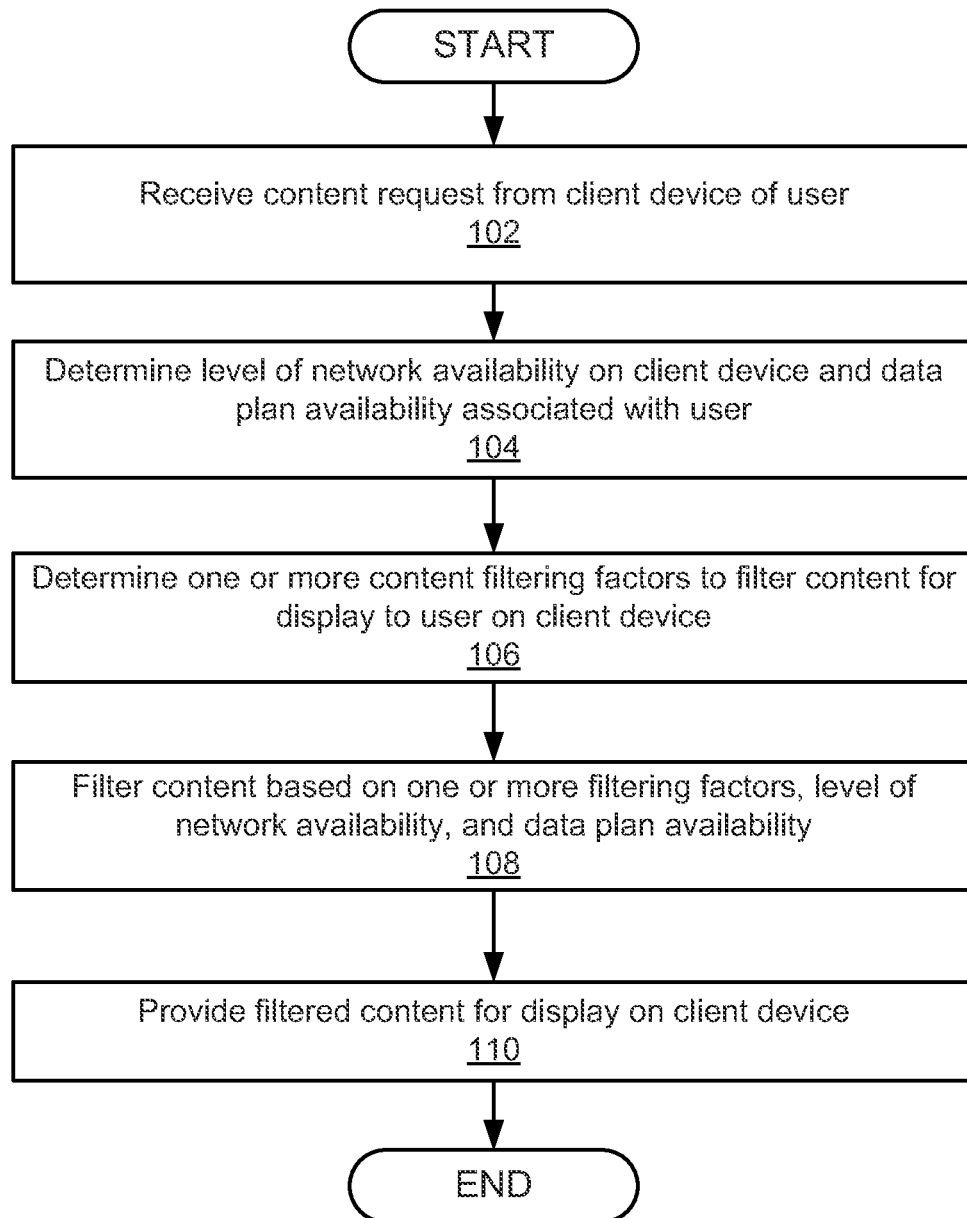 START
Receive content request from client device of user
102
Determine level of network availability on client device and data
plan availability associated with user
104
Determine one or more content filtering factors to filter content for
display to user on client device
106
Filter content based on one or more filtering factors, level of
network availability, and data plan availability
108
Provide filtered content for display on client device
110
END